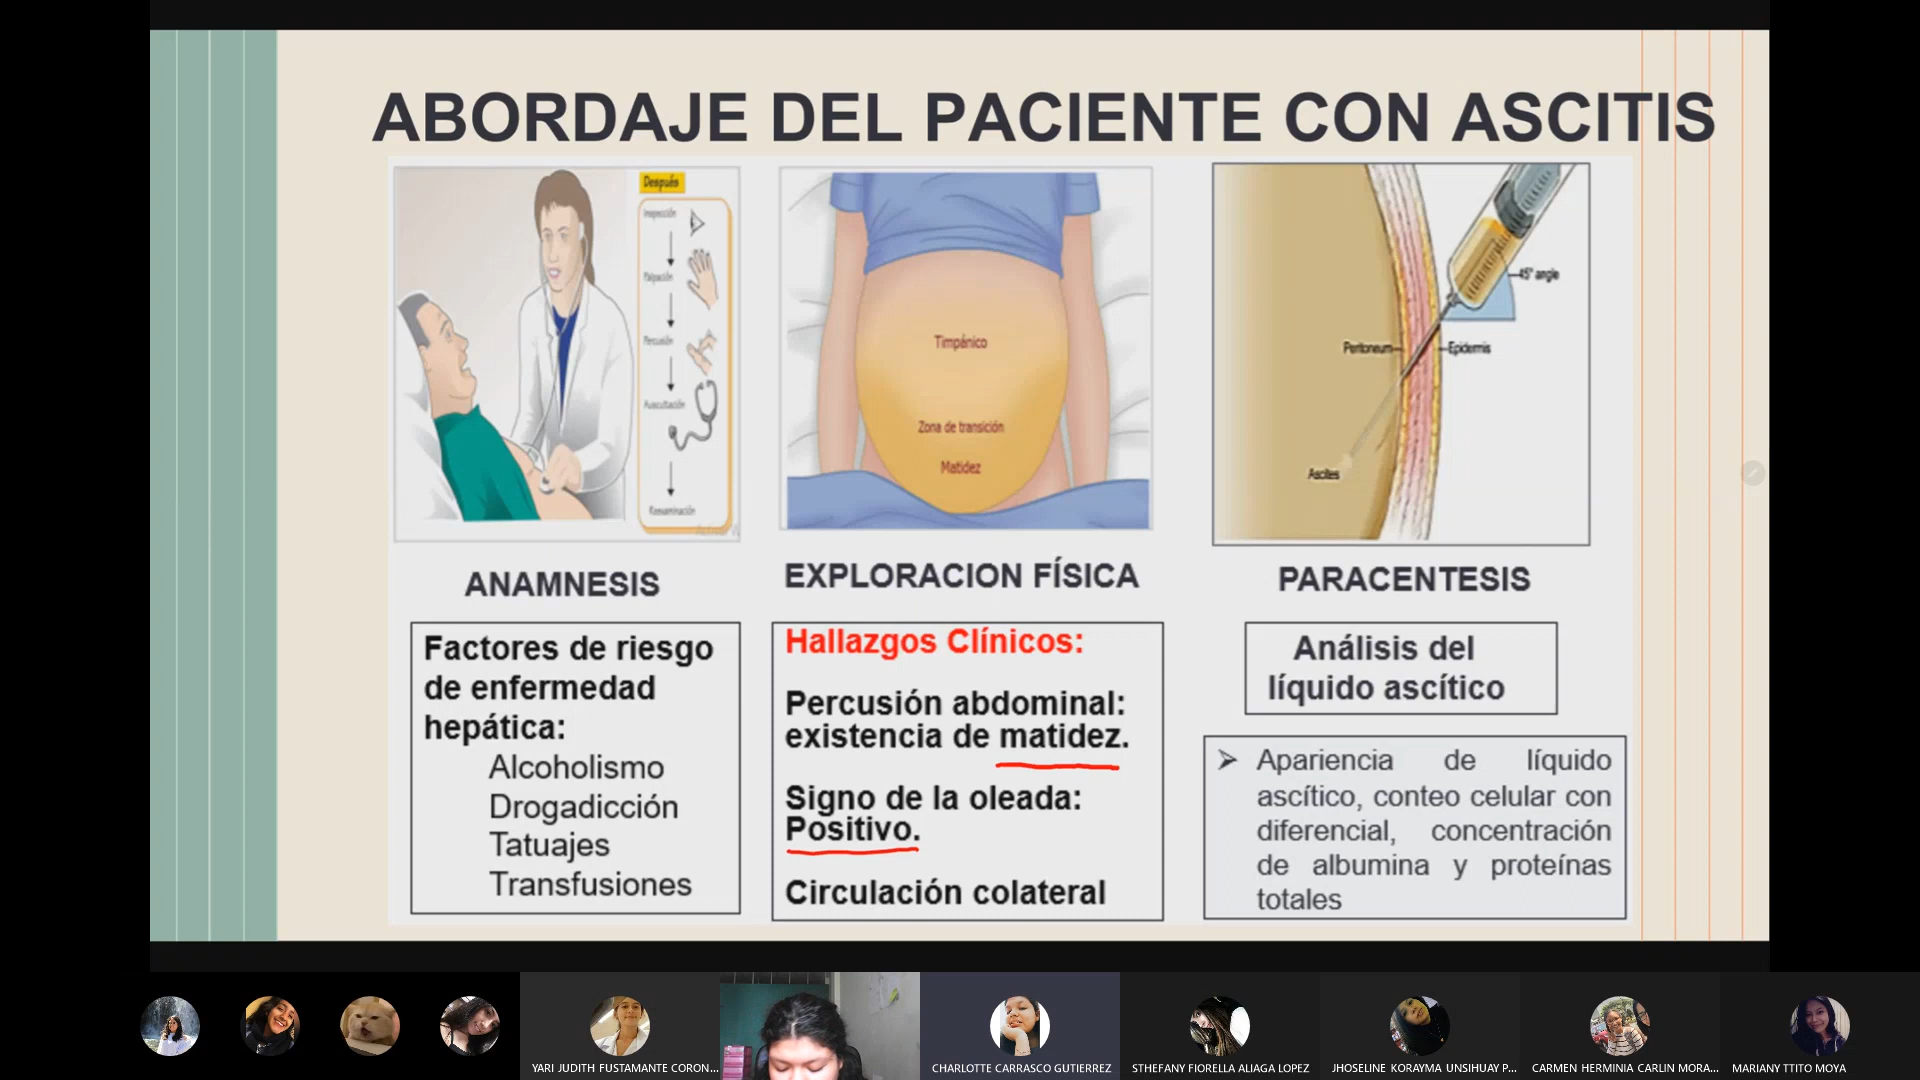 ABORDAJE DEL PACIENTE CON ASCITIS
Después
Inspección
Palpación
Percusión
Auscultación
Reexaminación
Timpánico
Zona de transición
Matidez
45° angle
Peritoneum
Epidermis
Ascites
ANAMNESIS
Factores de riesgo
de enfermedad
hepática:
Alcoholismo
Drogadicción
Tatuajes
Transfusiones
EXPLORACION FÍSICA
Hallazgos Clínicos:
Percusión abdominal:
existencia de matidez.
Signo de la oleada:
Positivo.
Circulación colateral
PARACENTESIS
Análisis del
líquido ascítico
Apariencia de líquido
ascítico, conteo celular con
diferencial, concentración
de albumina y proteínas
totales
YARI JUDITH FUSTAMANTE CORON...
CHARLOTTE CARRASCO GUTIERREZ
STHEFANY FIORELLA ALIAGA LOPEZ
JHOSELINE KORAYMA UNSIHUAY P...
CARMEN HERMINIA CARLIN MORA...
MARIANY TTITO MOYA